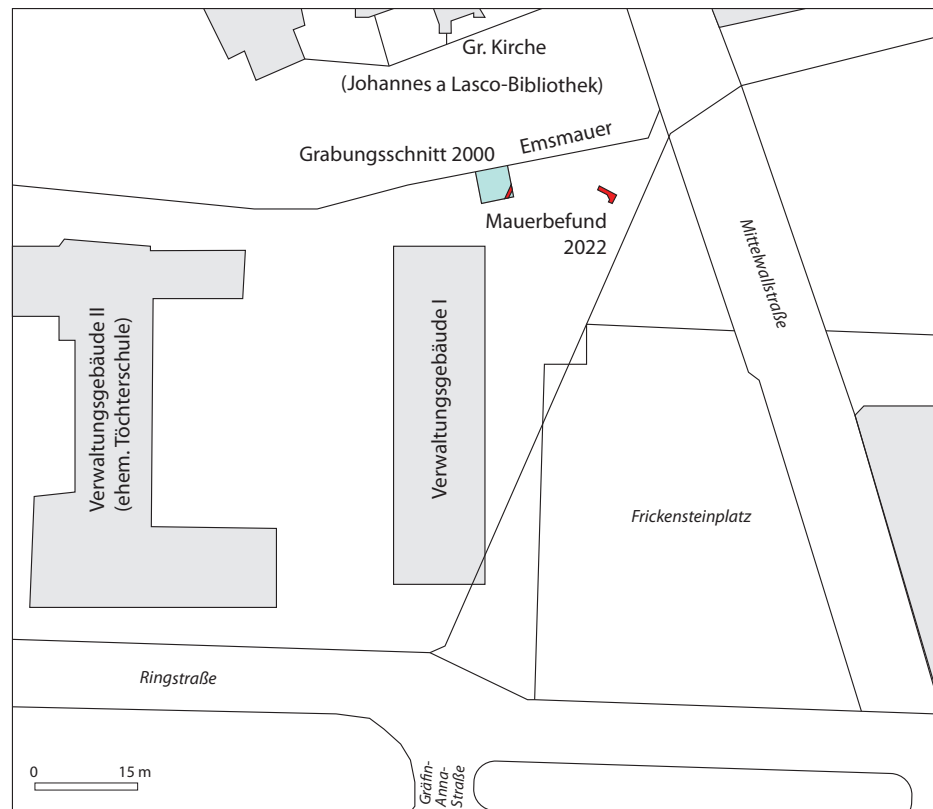 Gr. Kirche
(Johannes a Lasco-Bibliothek)
Emsmauer
Grabungsschnitt 2000
Mauerbefund
2022
Mittelwallstraße
Verwaltungsgebäude II
(ehem. Töchterschule)
Verwaltungsgebäude I
Frickensteinplatz
Ringstraße
Gräfin-
Anna-
Straße
0 15 m